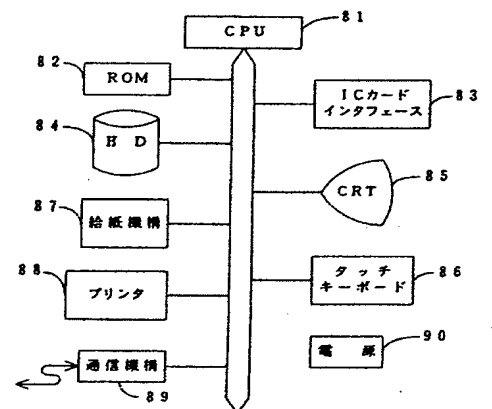 CPU
81
82
ROM
ICカード
インタフェース
83
84
HD
CRT
85
87
給紙機構
タッチ
キーボード
86
88
プリンタ
電 源
90
通信機構
89